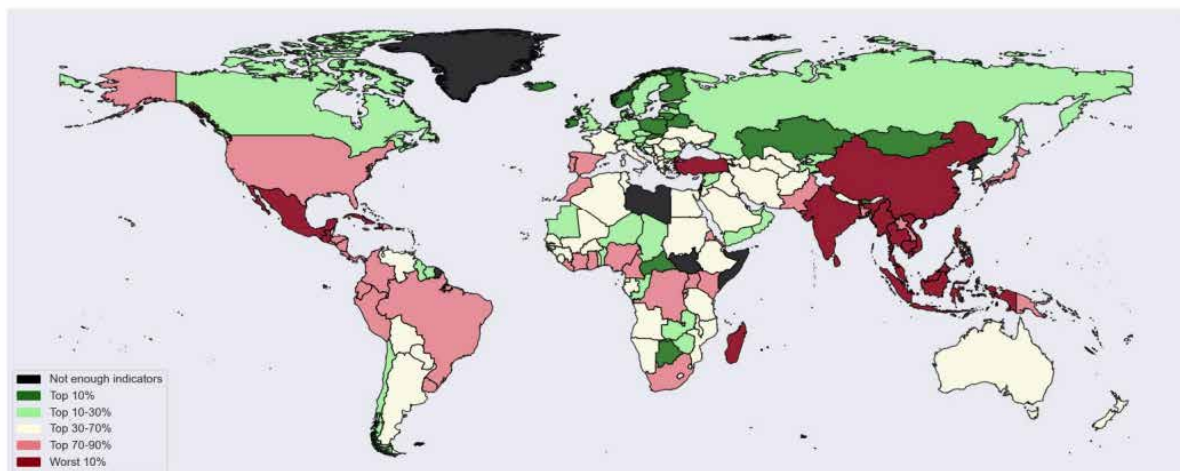 Not enough indicators
Top 10%
Top 10-30%
Top 30-70%
Top 70-90%
Worst 10%